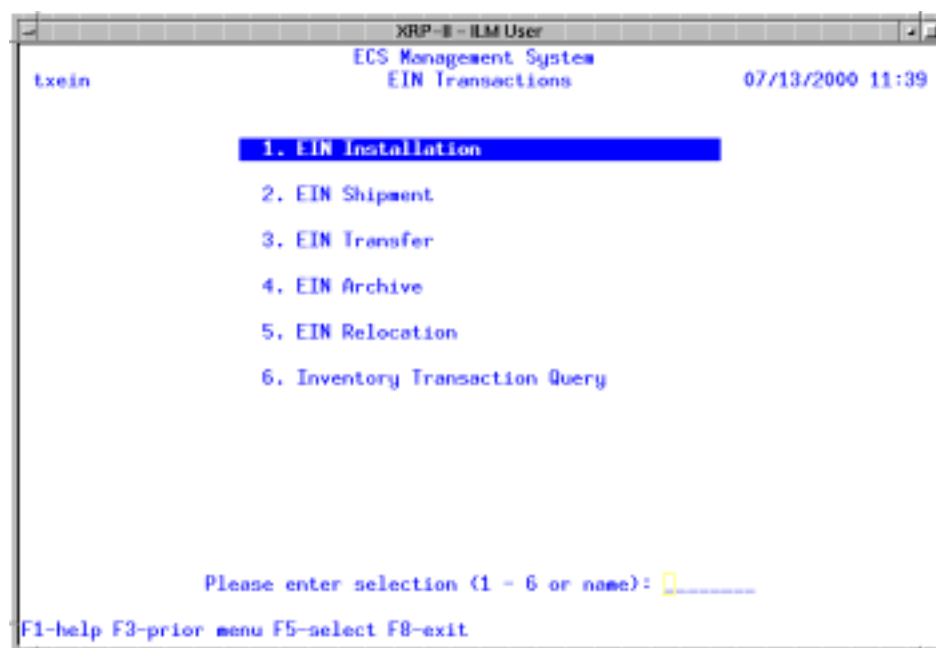 XRP-II - ILM User
ECS Management System
txein EIN Transactions 07/13/2000 11:39
1. EIN Installation
2. EIN Shipment
3. EIN Transfer
4. EIN Archive
5. EIN Relocation
6. Inventory Transaction Query
Please enter selection (1 - 6 or name): ________
F1-help F3-prior menu F5-select F8-exit